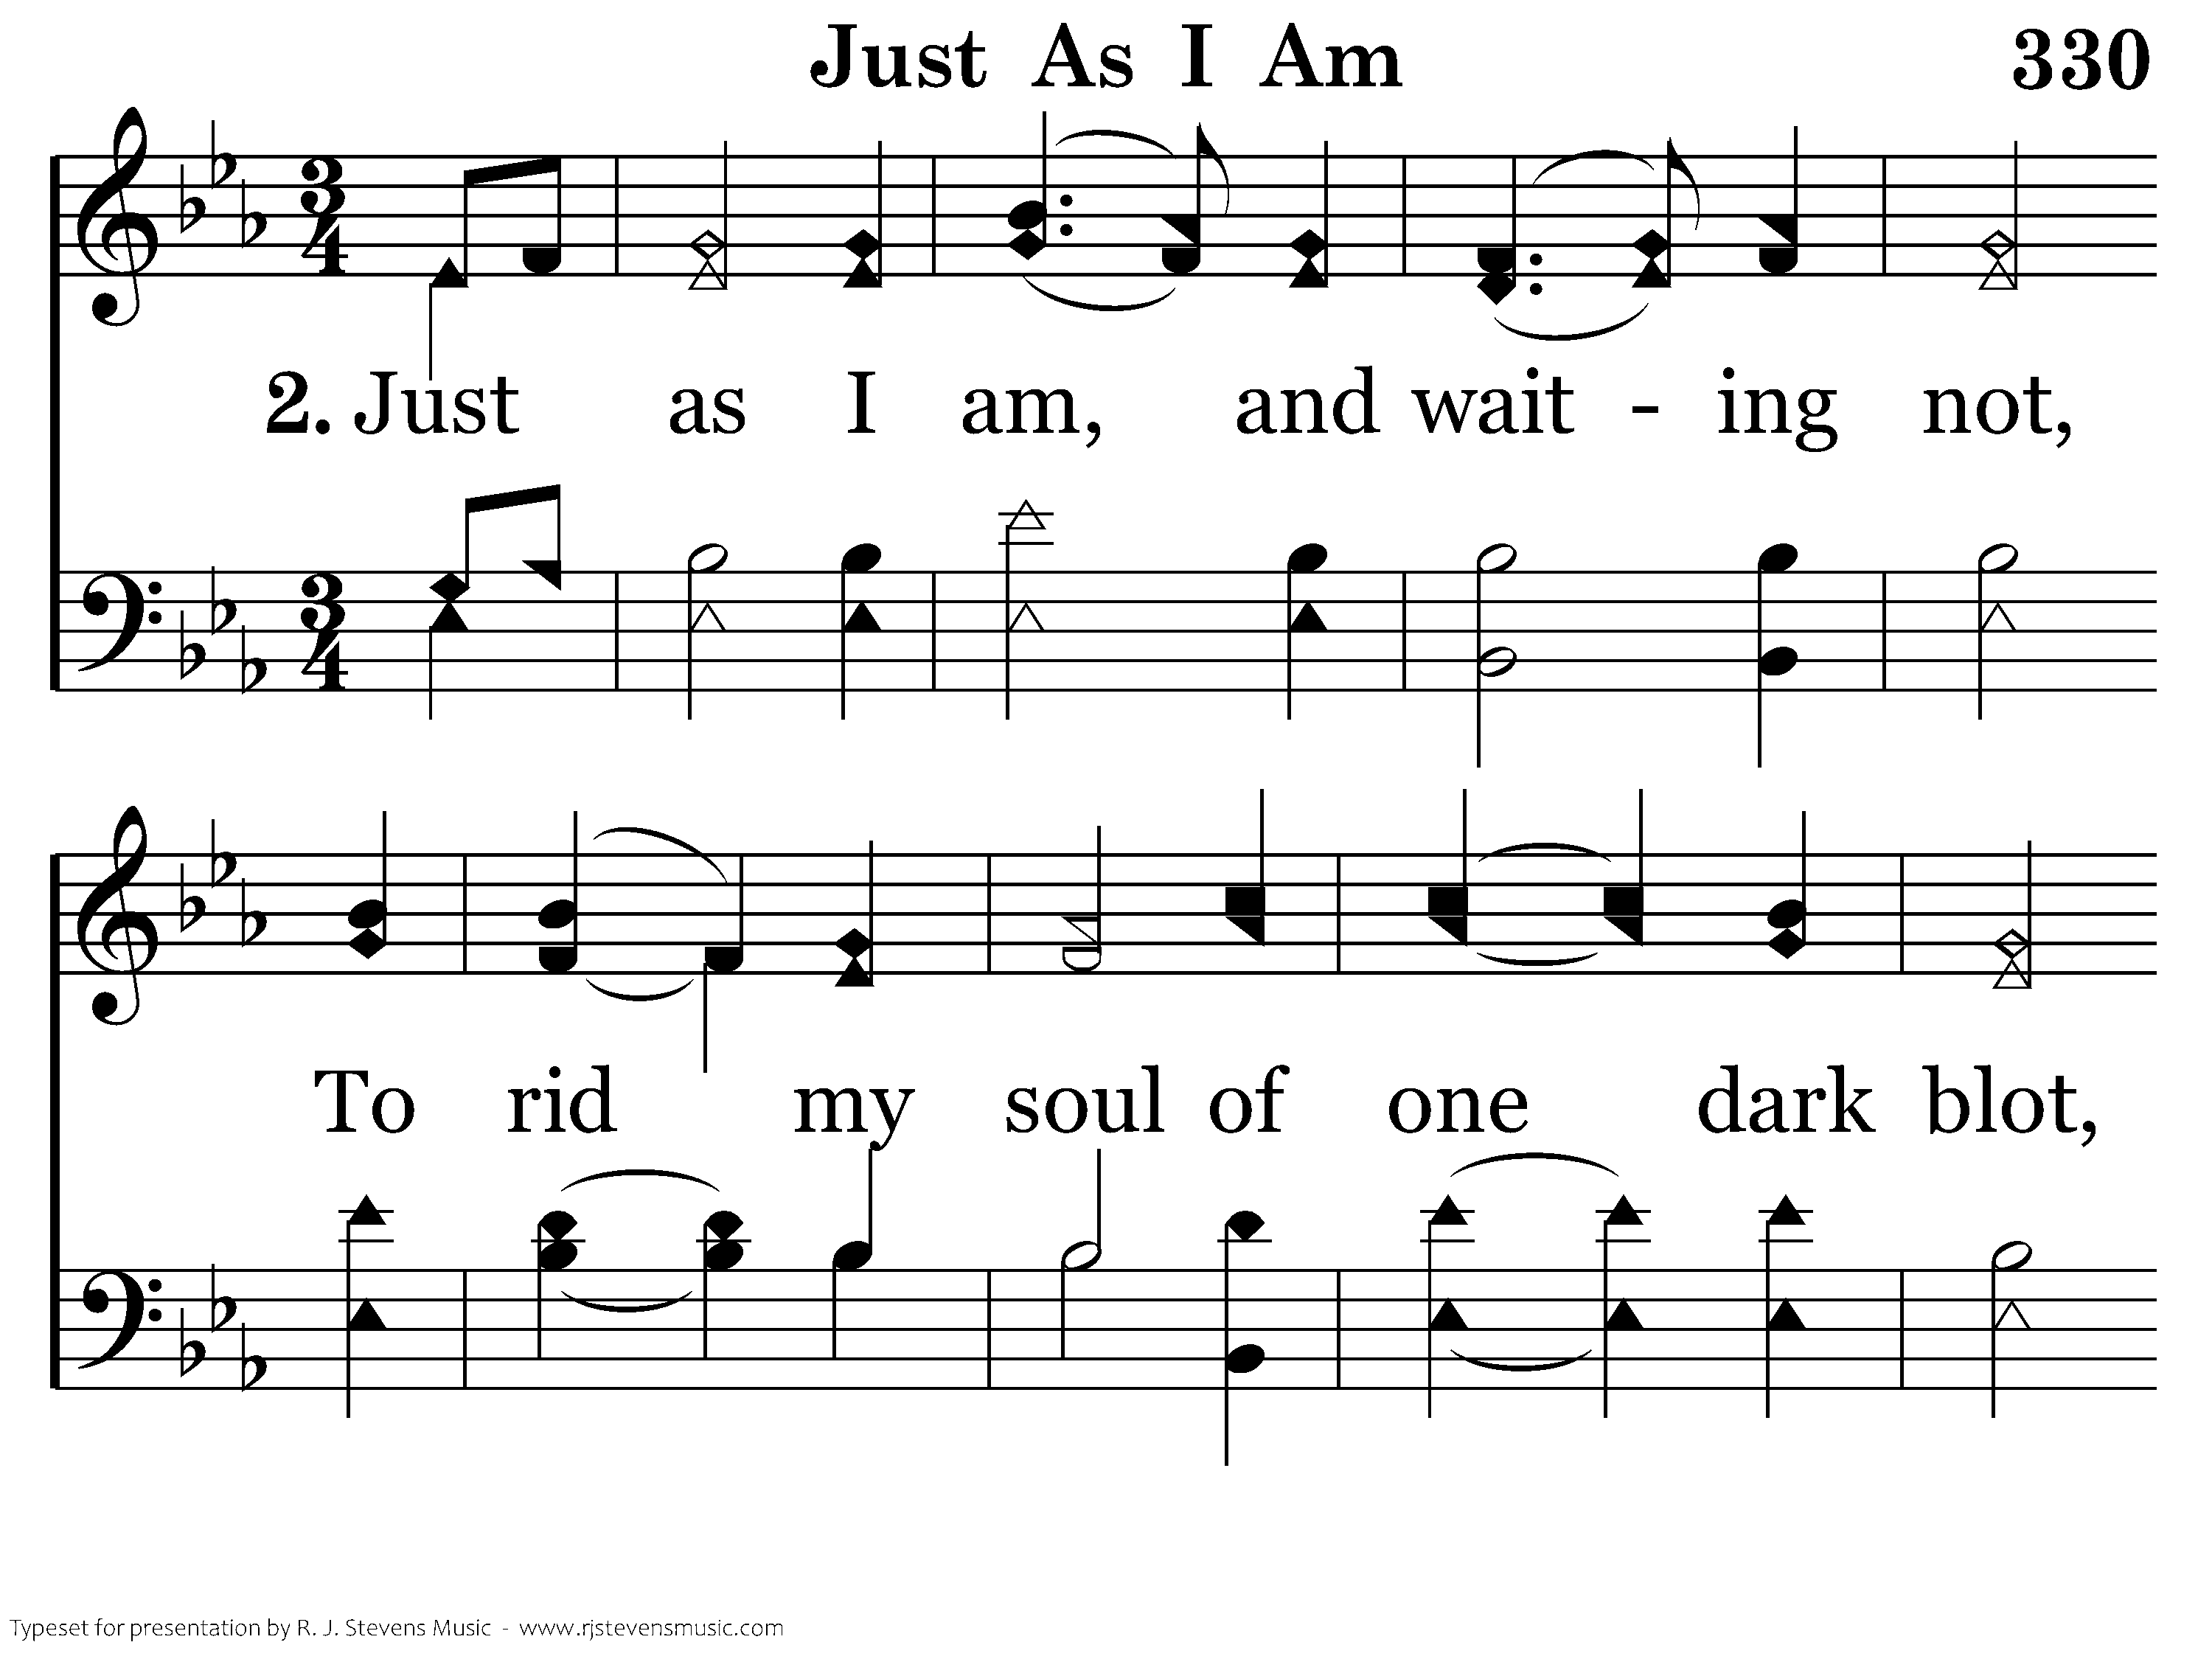 Just As I Am 330
2. Just as I am, and wait - ing not,
To rid my soul of one dark blot,
Typeset for presentation by R. J. Stevens Music - www.rjstevensmusic.com